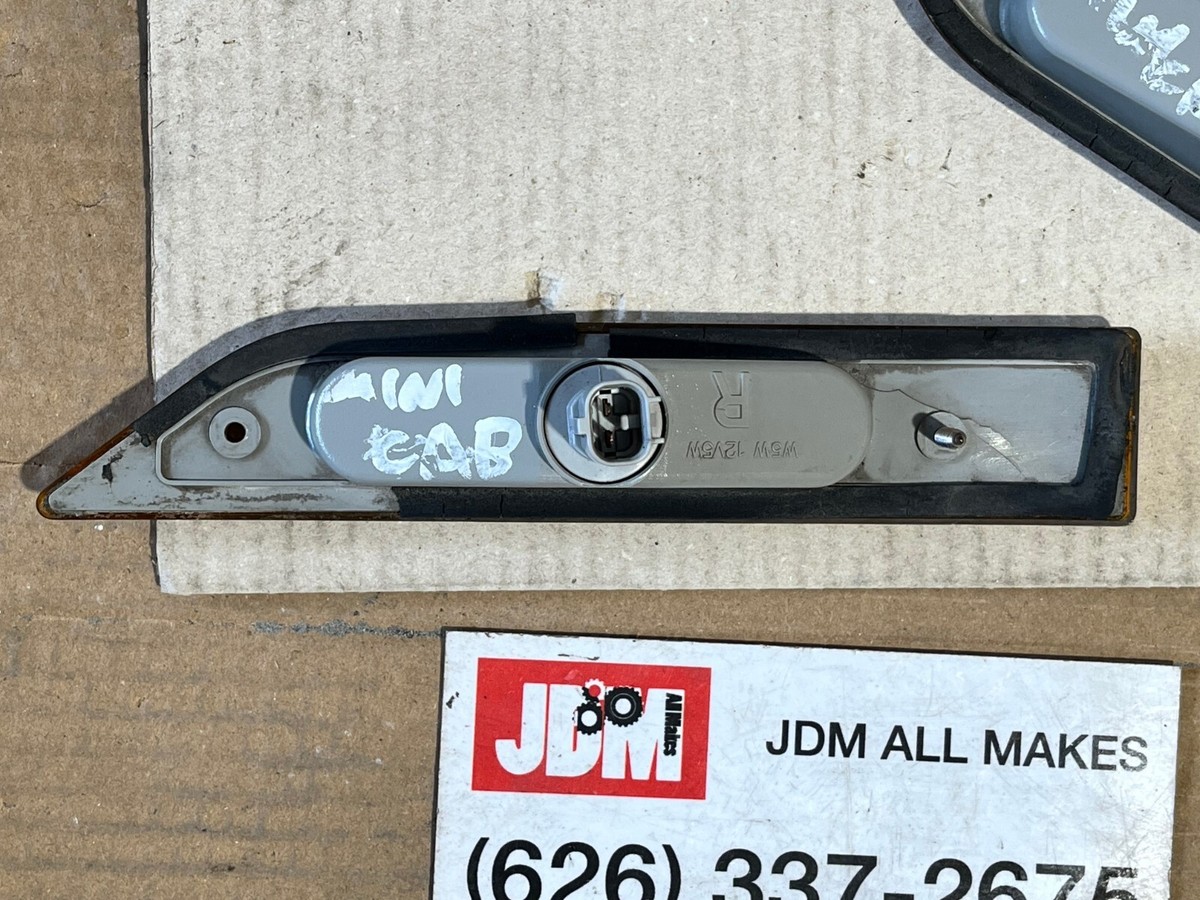 MINI
CAB
R
W5W 12V5W
JDM
All Makes
JDM ALL MAKES
(626) 337-2675